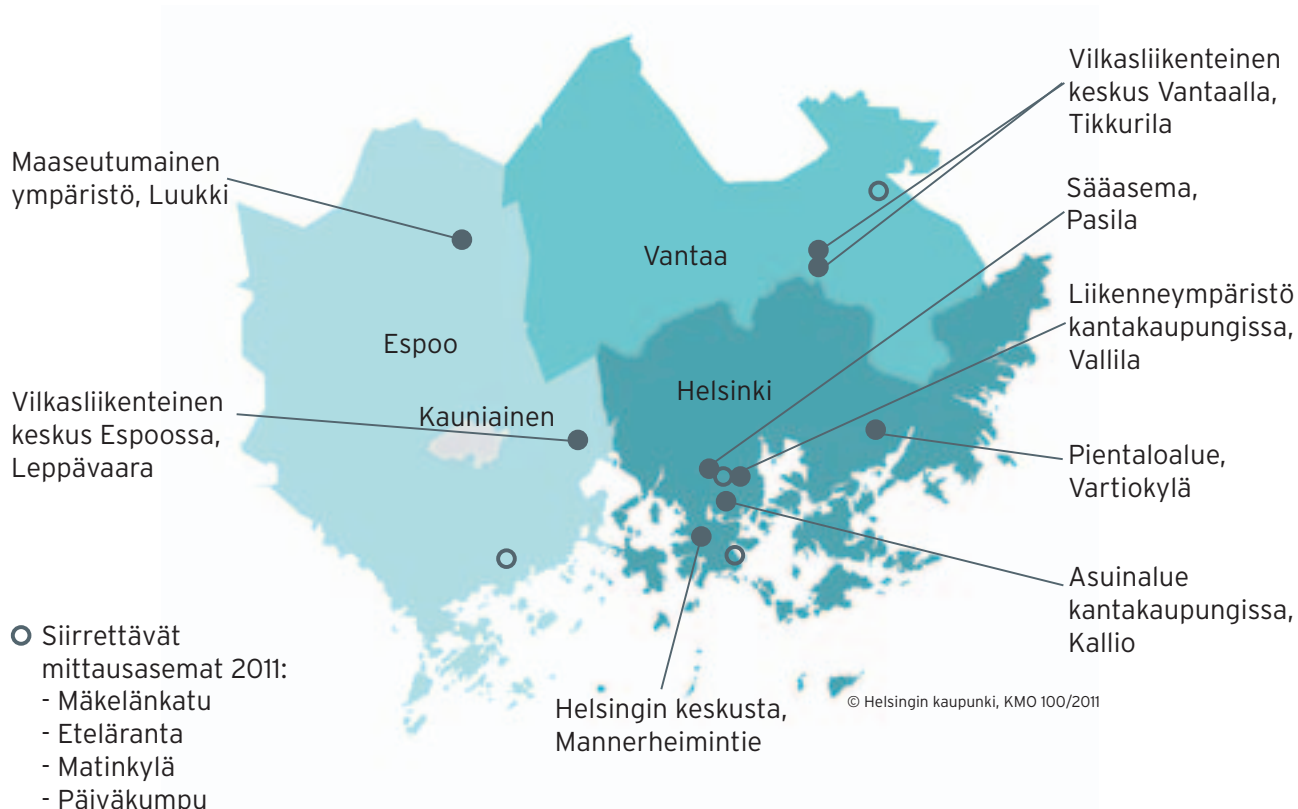 Vilkasliikenteinen
keskus Vantaalla,
Tikkurila
Maaseutumainen
ympäristö, Luukki
Sääasema,
Pasila
Vantaa
Liikenneympäristö
kantakaupungissa,
Vallila
Espoo
Helsinki
Vilkasliikenteinen
keskus Espoossa,
Leppävaara
Kauniainen
Pientaloalue,
Vartiokylä
Asuinalue
kantakaupungissa,
Kallio
Siirrettävät
mittausasemat 2011:
- Mäkelänkatu
- Eteläranta
- Matinkylä
- Päiväkumpu
Helsingin keskusta,
Mannerheimintie
© Helsingin kaupunki, KMO 100/2011